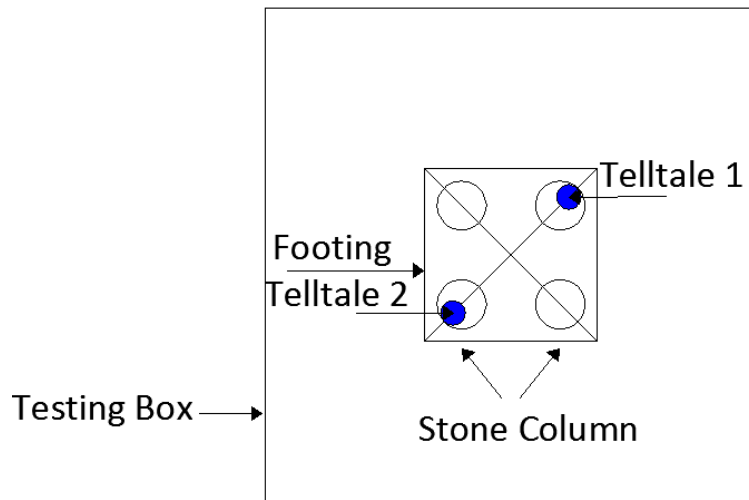 Telltale 1
Footing
Telltale 2
Testing Box
Stone Column